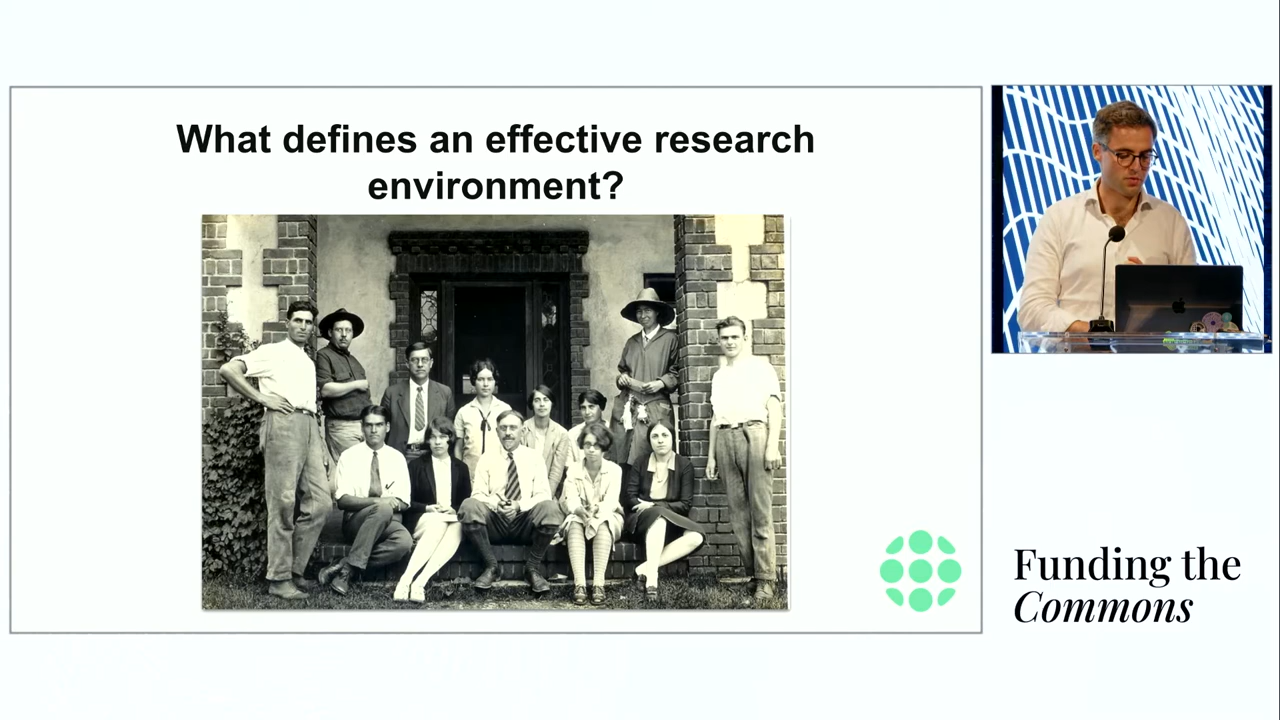 What defines an effective research
environment?
Funding the
Commons